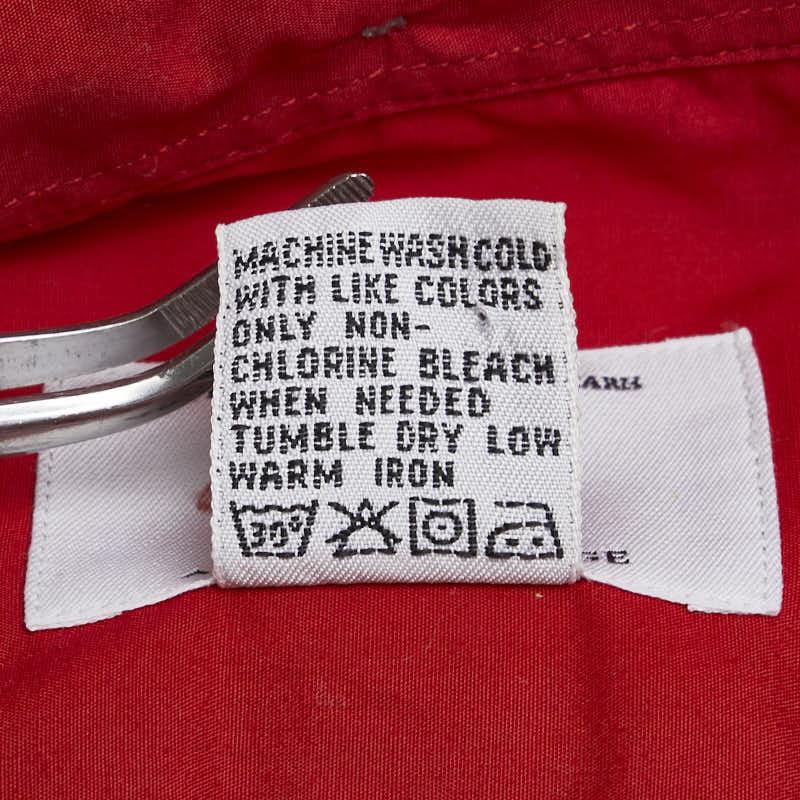 MACHINE WASH COLD
WITH LIKE COLORS
ONLY NON-
CHLORINE BLEACH
WHEN NEEDED
TUMBLE DRY LOW
WARM IRON
30°